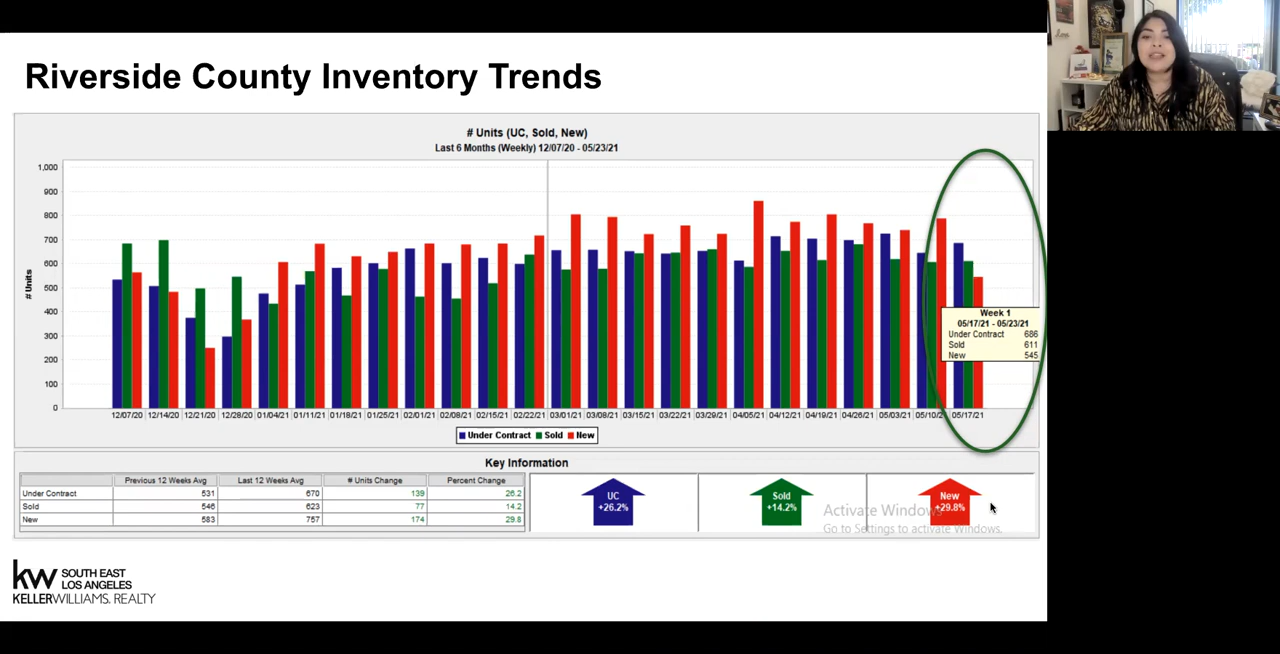 Riverside County Inventory Trends
# Units (UC, Sold, New)
Last 6 Months (Weekly) 12/07/20 - 05/23/21
1,000
900
800
700
600
500
400
300
200
100
0
# Units
12/07/20 12/14/20 12/21/20 12/28/20 01/04/21 01/11/21 01/18/21 01/25/21 02/01/21 02/08/21 02/15/21 02/22/21 03/01/21 03/08/21 03/15/21 03/22/21 03/29/21 04/05/21 04/12/21 04/19/21 04/26/21 05/03/21 05/10/21 05/17/21
Week 1
05/17/21 - 05/23/21
Under Contract 686
Sold 611
New 545
Under Contract Sold New
Key Information
Previous 12 Weeks Avg Last 12 Weeks Avg # Units Change Percent Change
Under Contract 531 670 139 26.2
Sold 546 623 77 14.2
New 583 757 174 29.8
UC
+26.2%
Sold
+14.2%
New
+29.8%
Activate Windows
Go to Settings to activate Windows.
kw SOUTH EAST
LOS ANGELES
KELLERWILLIAMS. REALTY